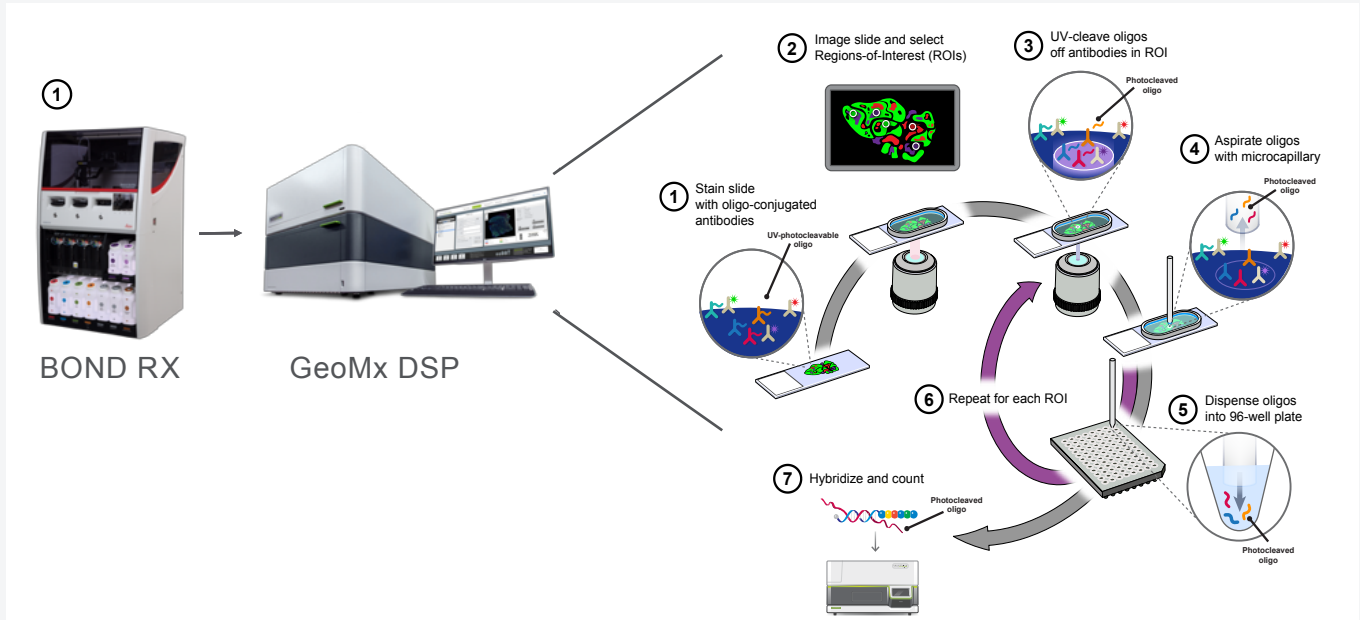 1
BOND RX
GeoMx DSP
1
Stain slide
with oligo-conjugated
antibodies
UV-photocleavable
oligo
2
Image slide and select
Regions-of-Interest (ROIs)
3
UV-cleave oligos
off antibodies in ROI
Photocleaved
oligo
4
Aspirate oligos
with microcapillary
Photocleaved
oligo
5
Dispense oligos
into 96-well plate
Photocleaved
oligo
6
Repeat for each ROI
7
Hybridize and count
Photocleaved
oligo